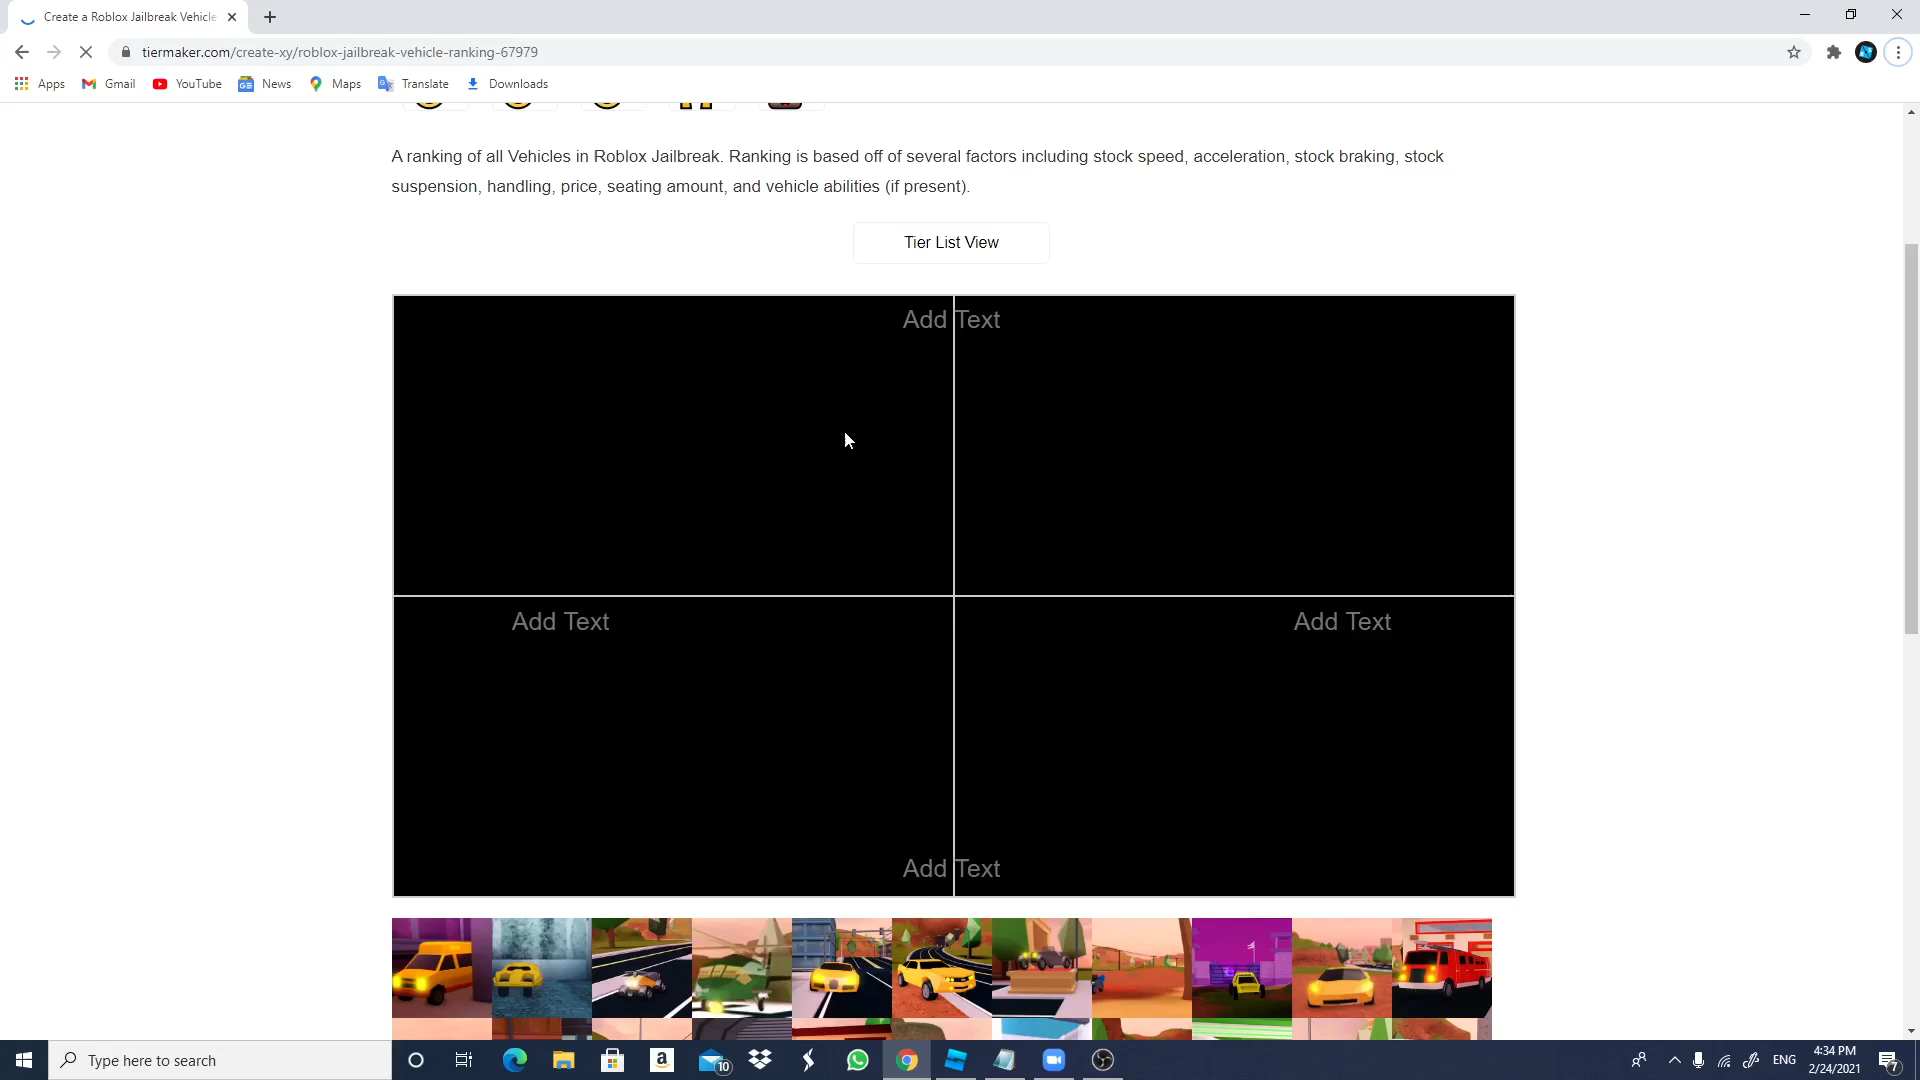 Create a Roblox Jailbreak Vehicle
tiermaker.com/create-xy/roblox-jailbreak-vehicle-ranking-67979
Apps Gmail YouTube News Maps Translate Downloads
A ranking of all Vehicles in Roblox Jailbreak. Ranking is based off of several factors including stock speed, acceleration, stock braking, stock
suspension, handling, price, seating amount, and vehicle abilities (if present).
Tier List View
Add Text
Add Text
Add Text
Add Text
Type here to search
10
ENG
4:34 PM
2/24/2021
7